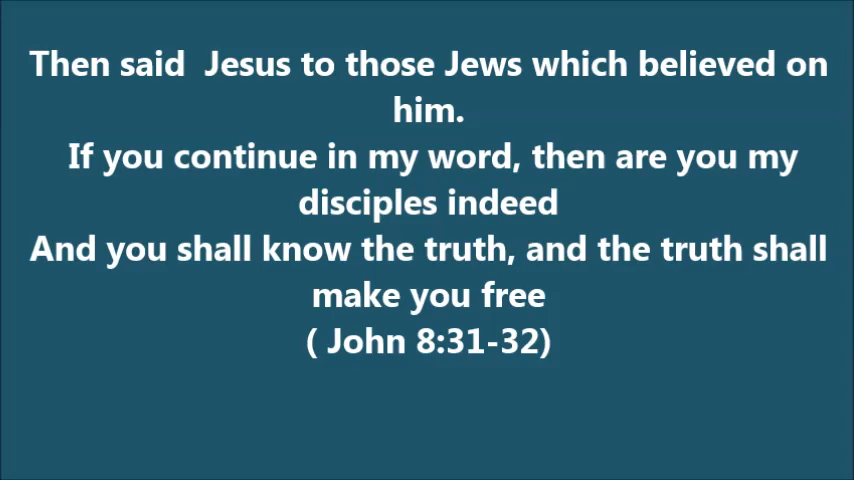 Then said  Jesus to those Jews which believed on
him.
If you continue in my word, then are you my
disciples indeed
And you shall know the truth, and the truth shall
make you free
( John 8:31-32)